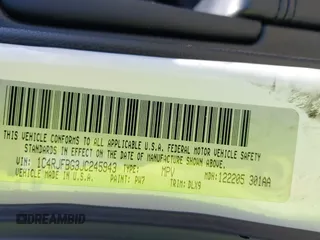 THIS VEHICLE CONFORMS TO ALL APPLICABLE U.S.A. FEDERAL MOTOR VEHICLE SAFETY
STANDARDS IN EFFECT ON THE DATE OF MANUFACTURE SHOWN ABOVE.
VIN: 1C4RJFBG3JC245943 TYPE: MPV MDH: 122205 301AA
VEHICLE MADE IN U.S.A. PAINT: PW7 TRIM: DLX9
CARANDBID